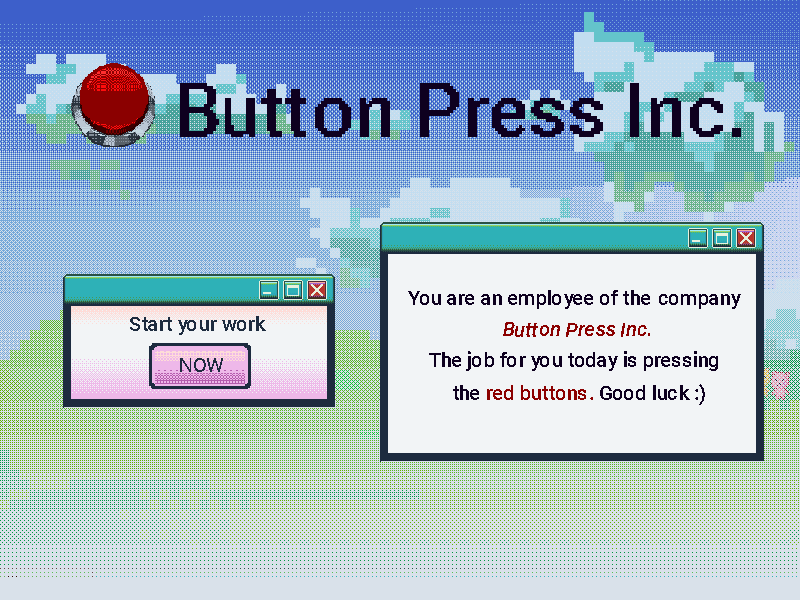 Button Press Inc.
Start your work
NOW
You are an employee of the company
Button Press Inc.
The job for you today is pressing
the red buttons. Good luck :)